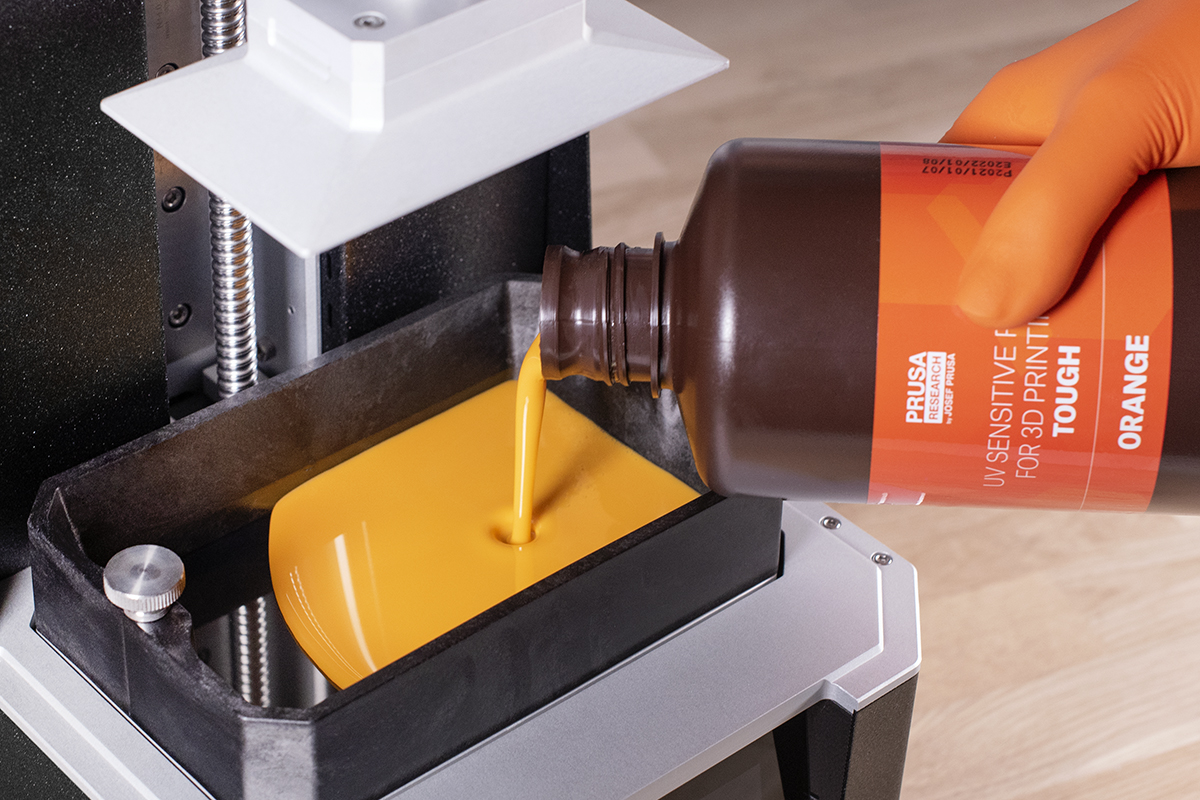 P2021/01/07
E2022/01/08
PRUSA
RESEARCH
by JOSEF PRUSA
UV SENSITIVE
FOR 3D PRINTI
TOUGH
ORANGE